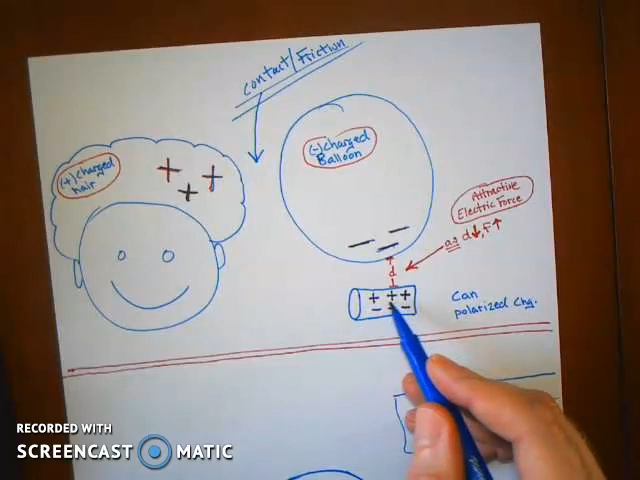 Contact/Friction
(+)charged
hair
+ + +
(-)charged
Balloon
— — —
Attractive
Electric Force
as d↓, F↑
d
+ + +
- - -
Can
polarized Chg.
RECORDED WITH
SCREENCAST MATIC